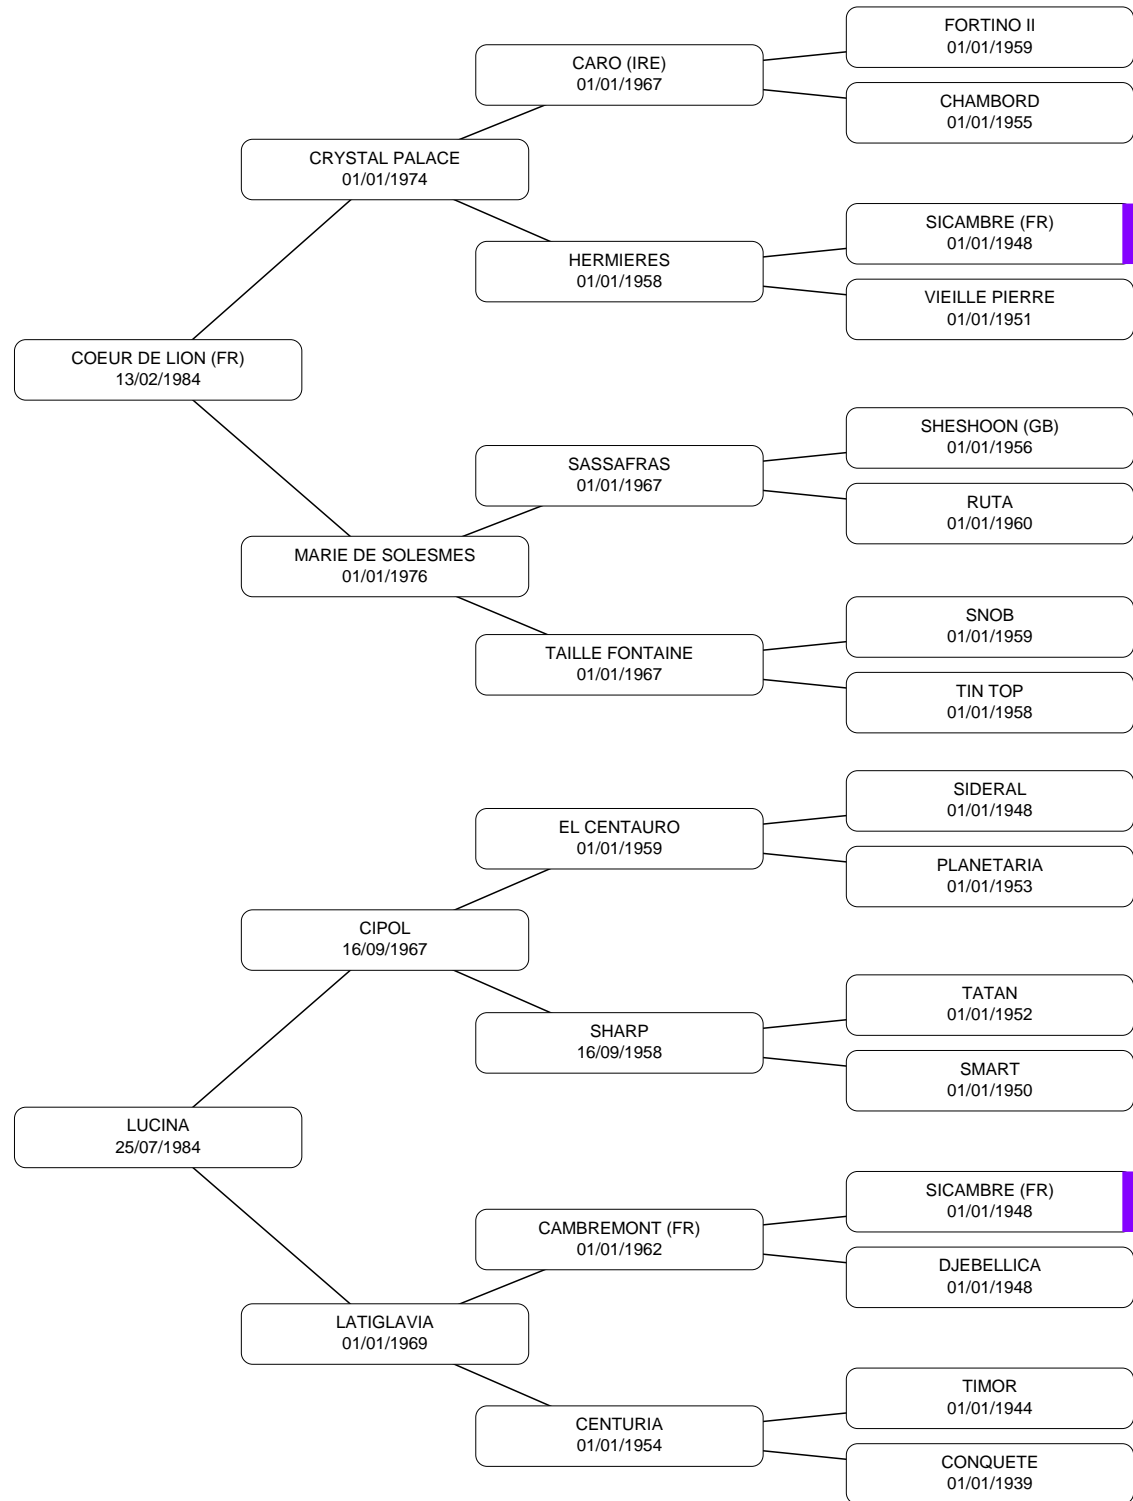 FORTINO II
01/01/1959
CARO (IRE)
01/01/1967
CHAMBORD
01/01/1955
CRYSTAL PALACE
01/01/1974
SICAMBRE (FR)
01/01/1948
HERMIERES
01/01/1958
VIEILLE PIERRE
01/01/1951
COEUR DE LION (FR)
13/02/1984
SHESHOON (GB)
01/01/1956
SASSAFRAS
01/01/1967
RUTA
01/01/1960
MARIE DE SOLESMES
01/01/1976
SNOB
01/01/1959
TAILLE FONTAINE
01/01/1967
TIN TOP
01/01/1958
SIDERAL
01/01/1948
EL CENTAURO
01/01/1959
PLANETARIA
01/01/1953
CIPOL
16/09/1967
TATAN
01/01/1952
SHARP
16/09/1958
SMART
01/01/1950
LUCINA
25/07/1984
SICAMBRE (FR)
01/01/1948
CAMBREMONT (FR)
01/01/1962
DJEBELLICA
01/01/1948
LATIGLAVIA
01/01/1969
TIMOR
01/01/1944
CENTURIA
01/01/1954
CONQUETE
01/01/1939